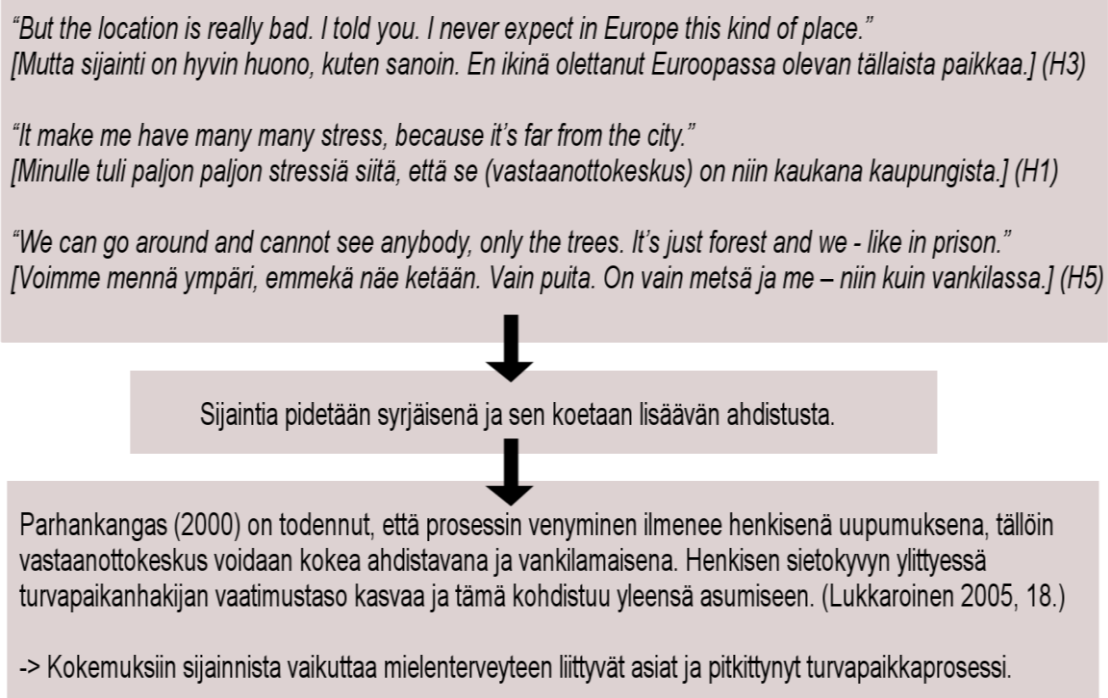 “But the location is really bad. I told you. I never expect in Europe this kind of place.”
[Mutta sijainti on hyvin huono, kuten sanoin. En ikinä olettanut Euroopassa olevan tällaista paikkaa.] (H3)
“It make me have many many stress, because it’s far from the city.”
[Minulle tuli paljon paljon stressiä siitä, että se (vastaanottokeskus) on niin kaukana kaupungista.] (H1)
“We can go around and cannot see anybody, only the trees. It’s just forest and we - like in prison.”
[Voimme mennä ympäri, emmekä näe ketään. Vain puita. On vain metsä ja me – niin kuin vankilassa.] (H5)
Sijaintia pidetään syrjäisenä ja sen koetaan lisäävän ahdistusta.
Parhankangas (2000) on todennut, että prosessin venyminen ilmenee henkisenä uupumuksena, tällöin
vastaanottokeskus voidaan kokea ahdistavana ja vankilamaisena. Henkisen sietokyvyn ylittyessä
turvapaikanhakijan vaatimustaso kasvaa ja tämä kohdistuu yleensä asumiseen. (Lukkaroinen 2005, 18.)
-> Kokemuksiin sijainnista vaikuttaa mielenterveyteen liittyvät asiat ja pitkittynyt turvapaikkaprosessi.